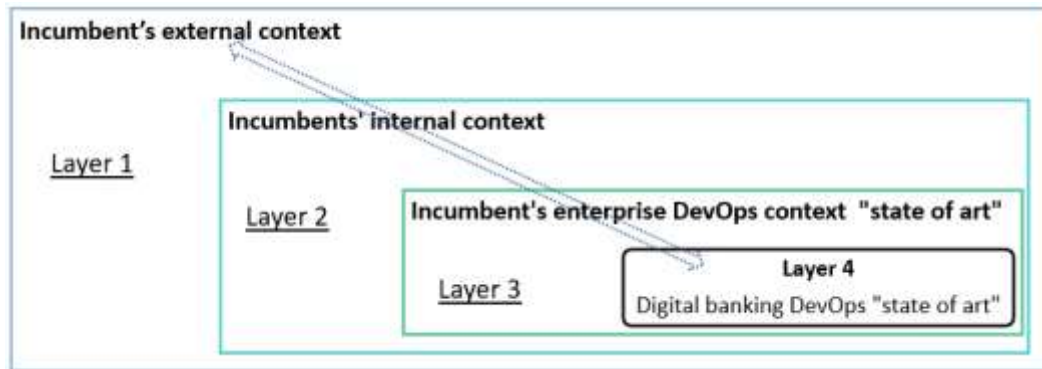 Incumbent’s external context
Incumbents' internal context
Layer 1
Layer 2
Incumbent's enterprise DevOps context "state of art"
Layer 3
Layer 4
Digital banking DevOps "state of art"